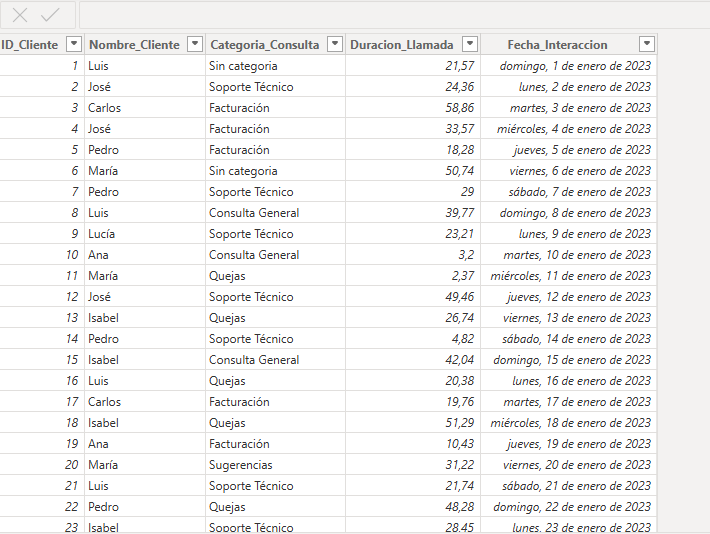 ID_Cliente Nombre_Cliente Categoria_Consulta Duracion_Llamada Fecha_Interaccion
1 Luis Sin categoria 21,57 domingo, 1 de enero de 2023
2 José Soporte Técnico 24,36 lunes, 2 de enero de 2023
3 Carlos Facturación 58,86 martes, 3 de enero de 2023
4 José Facturación 33,57 miércoles, 4 de enero de 2023
5 Pedro Facturación 18,28 jueves, 5 de enero de 2023
6 María Sin categoria 50,74 viernes, 6 de enero de 2023
7 Pedro Soporte Técnico 29 sábado, 7 de enero de 2023
8 Luis Consulta General 39,77 domingo, 8 de enero de 2023
9 Lucía Soporte Técnico 23,21 lunes, 9 de enero de 2023
10 Ana Consulta General 3,2 martes, 10 de enero de 2023
11 María Quejas 2,37 miércoles, 11 de enero de 2023
12 José Soporte Técnico 49,46 jueves, 12 de enero de 2023
13 Isabel Quejas 26,74 viernes, 13 de enero de 2023
14 Pedro Soporte Técnico 4,82 sábado, 14 de enero de 2023
15 Isabel Consulta General 42,04 domingo, 15 de enero de 2023
16 Luis Quejas 20,38 lunes, 16 de enero de 2023
17 Carlos Facturación 19,76 martes, 17 de enero de 2023
18 Isabel Quejas 51,29 miércoles, 18 de enero de 2023
19 Ana Facturación 10,43 jueves, 19 de enero de 2023
20 María Sugerencias 31,22 viernes, 20 de enero de 2023
21 Luis Soporte Técnico 21,74 sábado, 21 de enero de 2023
22 Pedro Quejas 48,28 domingo, 22 de enero de 2023
23 Isabel Soporte Técnico 28,45 lunes, 23 de enero de 2023